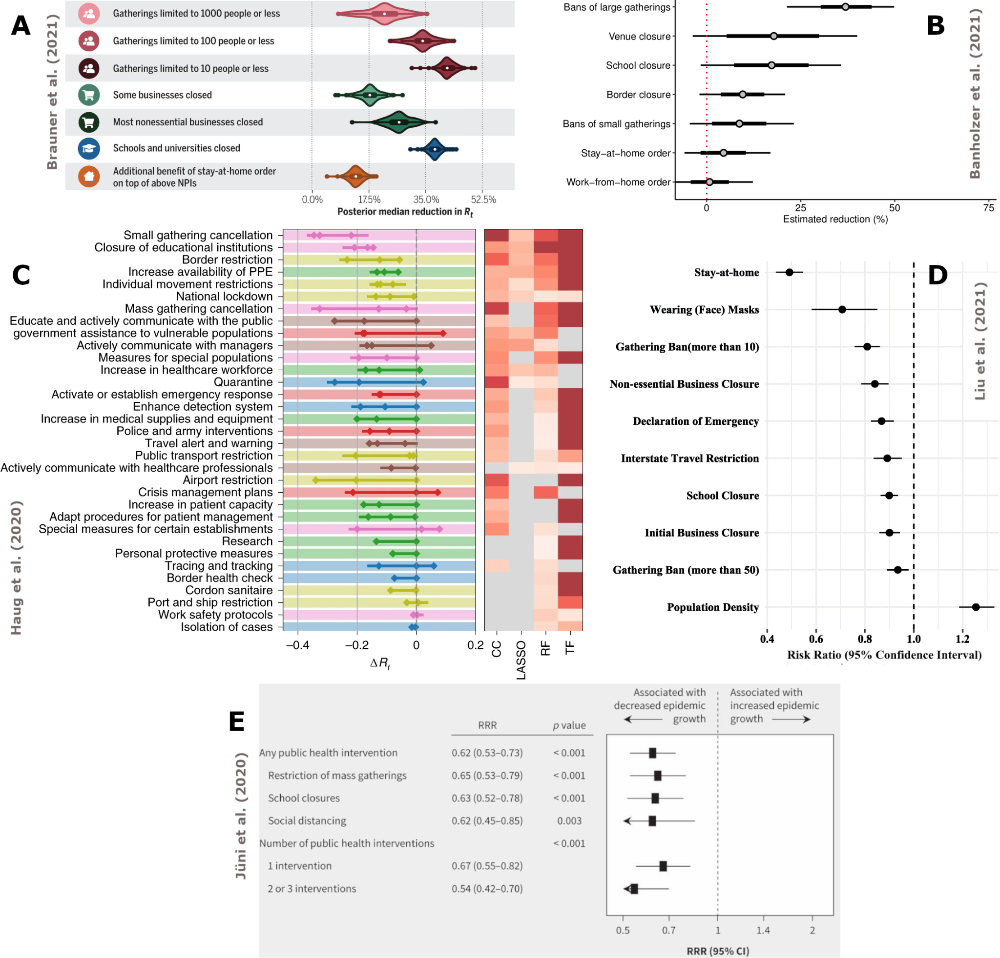 A
Brauner et al. (2021)
Gatherings limited to 1000 people or less
Gatherings limited to 100 people or less
Gatherings limited to 10 people or less
Some businesses closed
Most nonessential businesses closed
Schools and universities closed
Additional benefit of stay-at-home order
on top of above NPIs
0.0% 17.5% 35.0% 52.5%
Posterior median reduction in Rt
B
Banholzer et al. (2021)
Bans of large gatherings
Venue closure
School closure
Border closure
Bans of small gatherings
Stay-at-home order
Work-from-home order
0 25 50 75
Estimated reduction (%)
C
Haug et al. (2020)
Small gathering cancellation
Closure of educational institutions
Border restriction
Increase availability of PPE
Individual movement restrictions
National lockdown
Mass gathering cancellation
Educate and actively communicate with the public
government assistance to vulnerable populations
Actively communicate with managers
Measures for special populations
Increase in healthcare workforce
Quarantine
Activate or establish emergency response
Enhance detection system
Increase in medical supplies and equipment
Police and army interventions
Travel alert and warning
Public transport restriction
Actively communicate with healthcare professionals
Airport restriction
Crisis management plans
Increase in patient capacity
Adapt procedures for patient management
Special measures for certain establishments
Research
Personal protective measures
Tracing and tracking
Border health check
Cordon sanitaire
Port and ship restriction
Work safety protocols
Isolation of cases
−0.4 −0.2 0 0.2
ΔRt
CC
LASSO
RF
TF
D
Liu et al. (2021)
Stay-at-home
Wearing (Face) Masks
Gathering Ban(more than 10)
Non-essential Business Closure
Declaration of Emergency
Interstate Travel Restriction
School Closure
Initial Business Closure
Gathering Ban (more than 50)
Population Density
0.4 0.6 0.8 1.0 1.2
Risk Ratio (95% Confidence Interval)
E
Jüni et al. (2020)
Associated with
decreased epidemic
growth
Associated with
increased epidemic
growth
RRR p value
Any public health intervention 0.62 (0.53–0.73) < 0.001
Restriction of mass gatherings 0.65 (0.53–0.79) < 0.001
School closures 0.63 (0.52–0.78) < 0.001
Social distancing 0.62 (0.45–0.85) 0.003
Number of public health interventions < 0.001
1 intervention 0.67 (0.55–0.82)
2 or 3 interventions 0.54 (0.42–0.70)
0.5 0.7 1 1.4 2
RRR (95% CI)